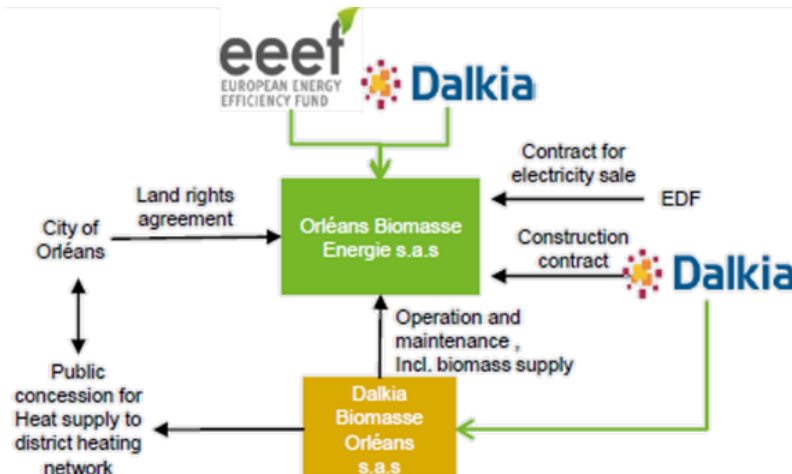 eeef
EUROPEAN ENERGY
EFFICIENCY FUND
Dalkia
Contract for
electricity sale
EDF
Land rights
agreement
City of
Orléans
Orléans Biomasse
Energie s.a.s
Construction
contract
Dalkia
Operation and
maintenance ,
Incl. biomass supply
Public
concession for
Heat supply to
district heating
network
Dalkia
Biomasse
Orléans
s.a.s